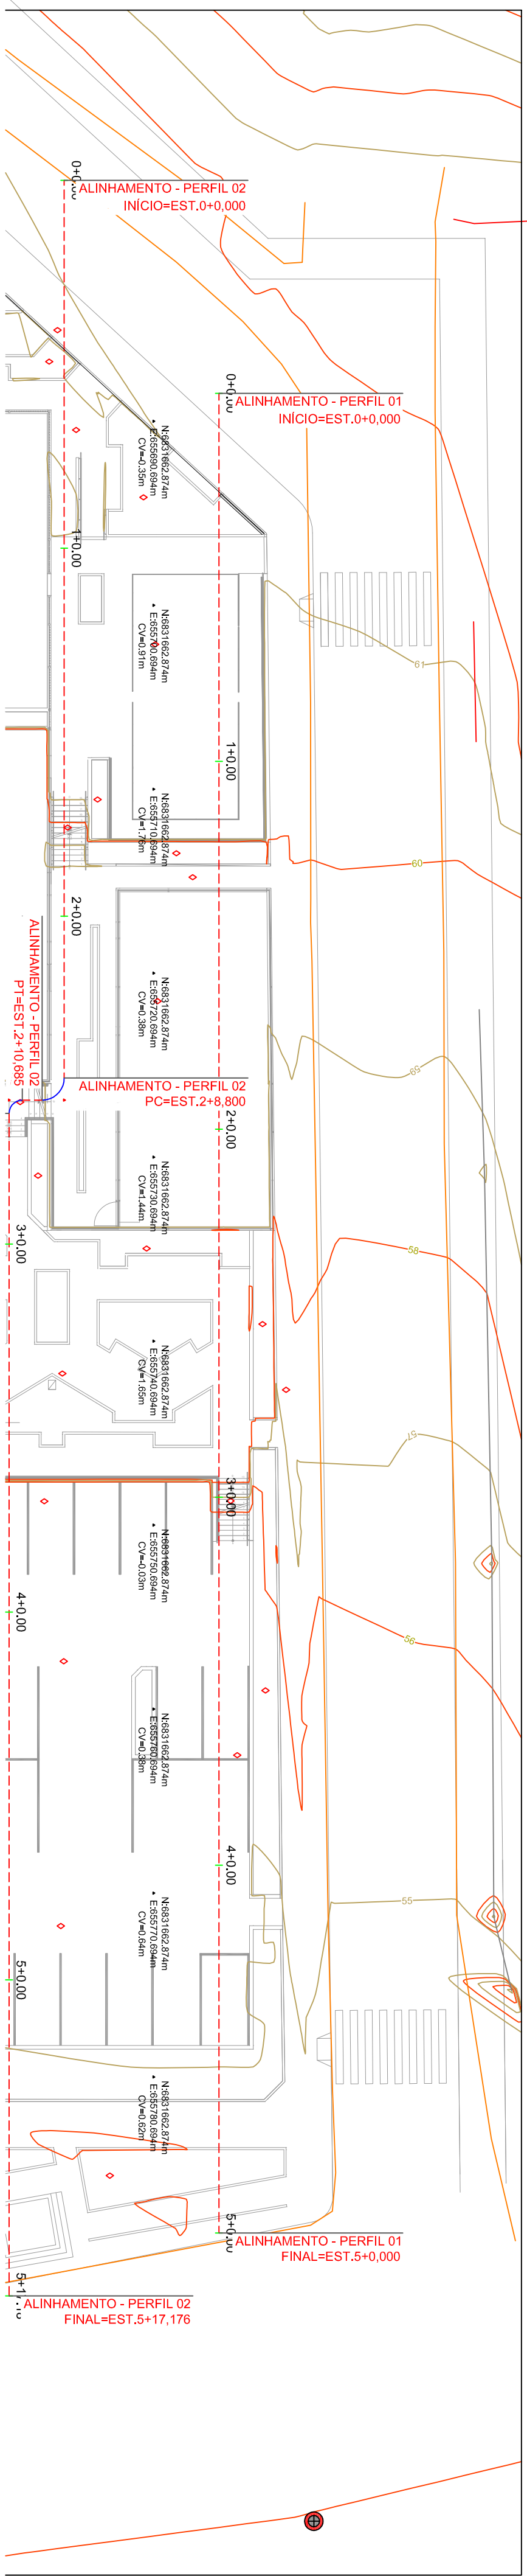 0+0,00
ALINHAMENTO - PERFIL 02
INÍCIO=EST.0+0,000
0+0.00
ALINHAMENTO - PERFIL 01
INÍCIO=EST.0+0,000
N:6831662.874m
E:655690.694m
CV=-0.35m
1+0.00
N:6831662.874m
E:655700.694m
CV=0.91m
61
1+0.00
N:6831662.874m
E:655710.694m
CV=1.76m
60
2+0.00
ALINHAMENTO - PERFIL 02
PT=EST.2+10,685
N:6831662.874m
E:655720.694m
CV=0.38m
59
ALINHAMENTO - PERFIL 02
PC=EST.2+8,800
2+0.00
N:6831662.874m
E:655730.694m
CV=1.44m
3+0.00
58
N:6831662.874m
E:655740.694m
CV=1.65m
57
3+0.00
N:6831662.874m
E:655750.694m
CV=-0.03m
4+0.00
56
N:6831662.874m
E:655760.694m
CV=0.38m
4+0.00
N:6831662.874m
E:655770.694m
CV=0.64m
55
5+0.00
N:6831662.874m
E:655780.694m
CV=0.62m
5+0.00
ALINHAMENTO - PERFIL 01
FINAL=EST.5+0,000
5+17.18
ALINHAMENTO - PERFIL 02
FINAL=EST.5+17,176